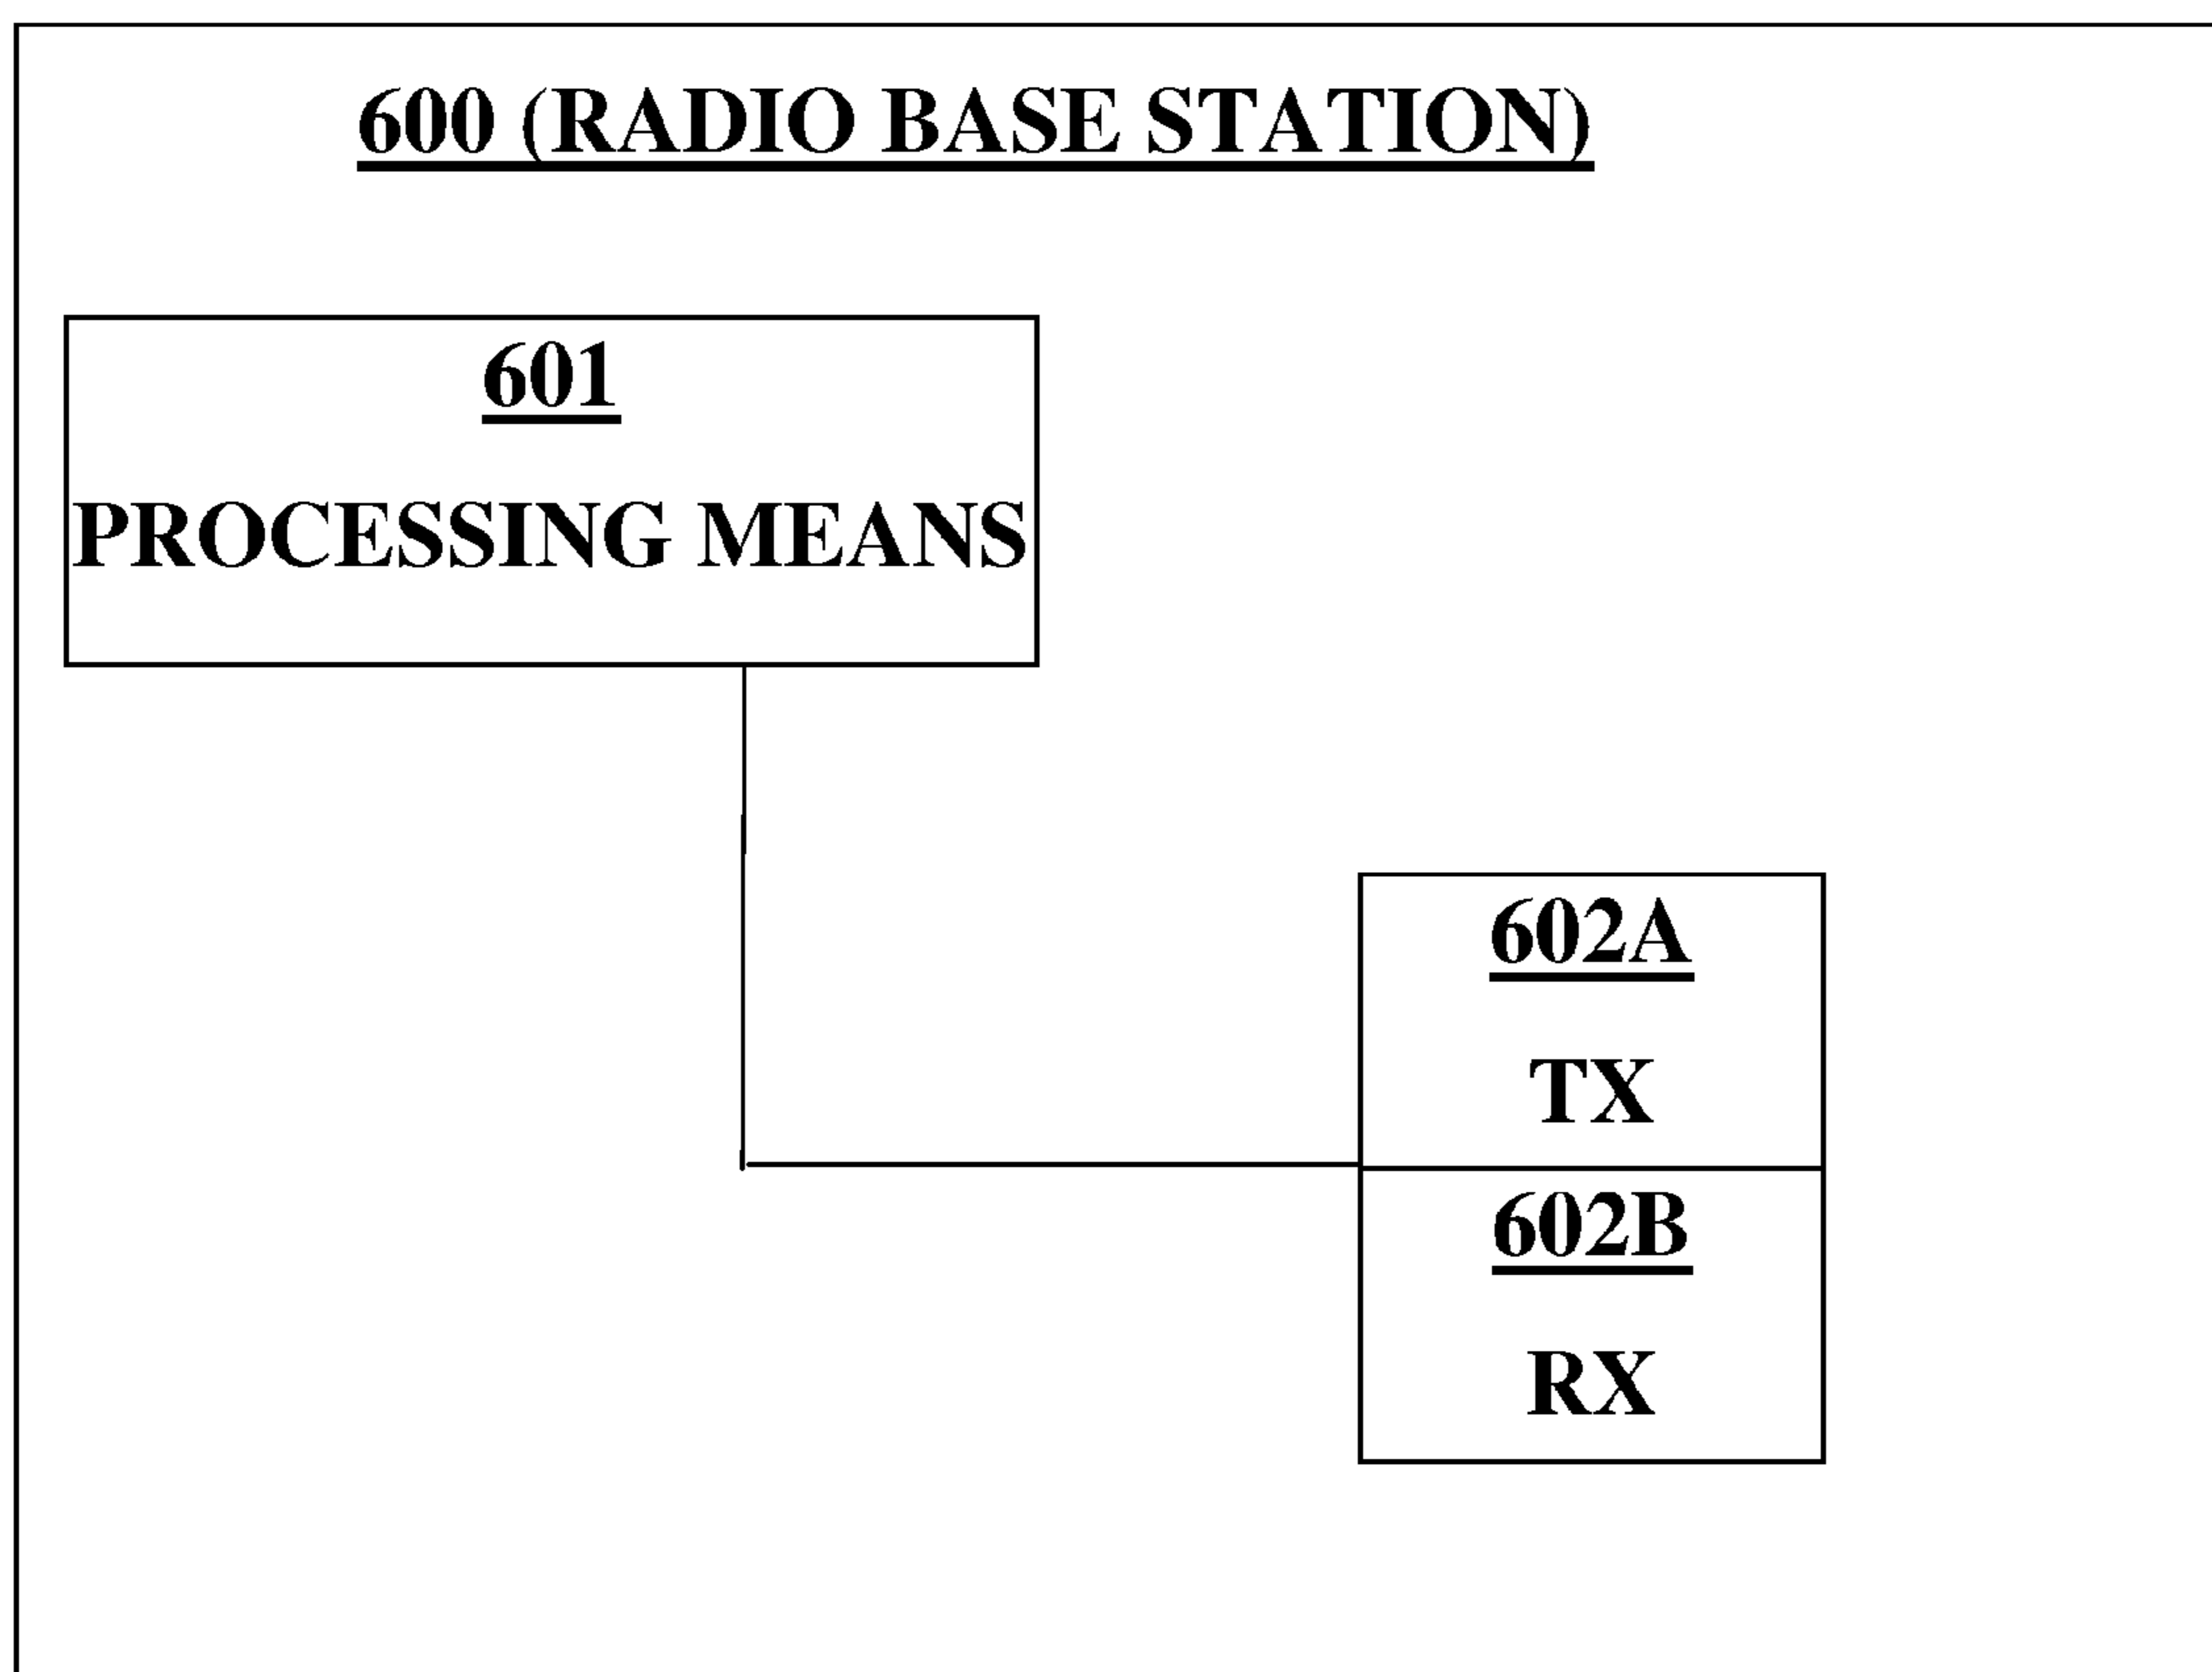 600 (RADIO BASE STATION)
601
PROCESSING MEANS
602A
TX
602B
RX